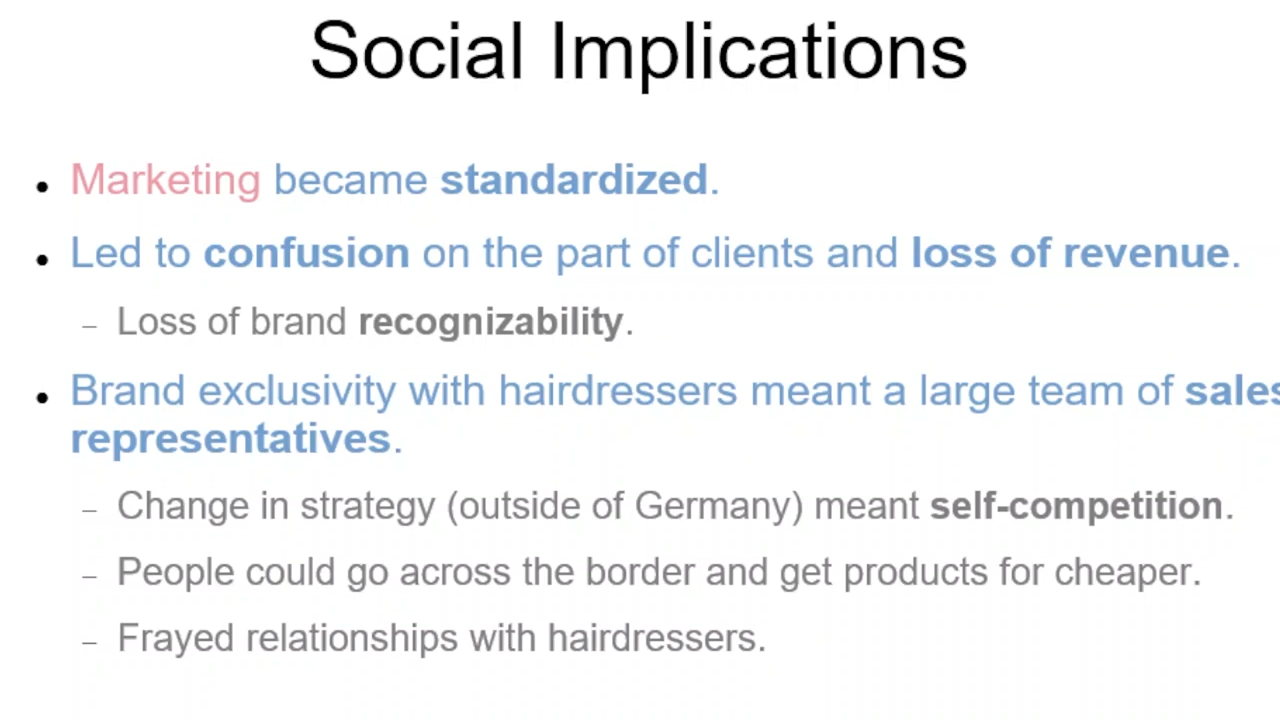 Social Implications
• Marketing became standardized.
• Led to confusion on the part of clients and loss of revenue.
– Loss of brand recognizability.
• Brand exclusivity with hairdressers meant a large team of sales
representatives.
– Change in strategy (outside of Germany) meant self-competition.
– People could go across the border and get products for cheaper.
– Frayed relationships with hairdressers.